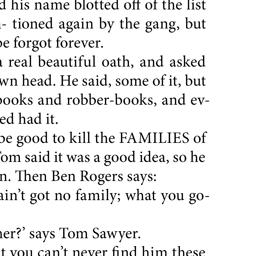 d his name blotted off of the list
- tioned again by the gang, but
be forgot forever.
a real beautiful oath, and asked
wn head. He said, some of it, but
books and robber-books, and ev-
ed had it.
be good to kill the FAMILIES of
Tom said it was a good idea, so he
n. Then Ben Rogers says:
ain’t got no family; what you go-
her?’ says Tom Sawyer.
t you can’t never find him these